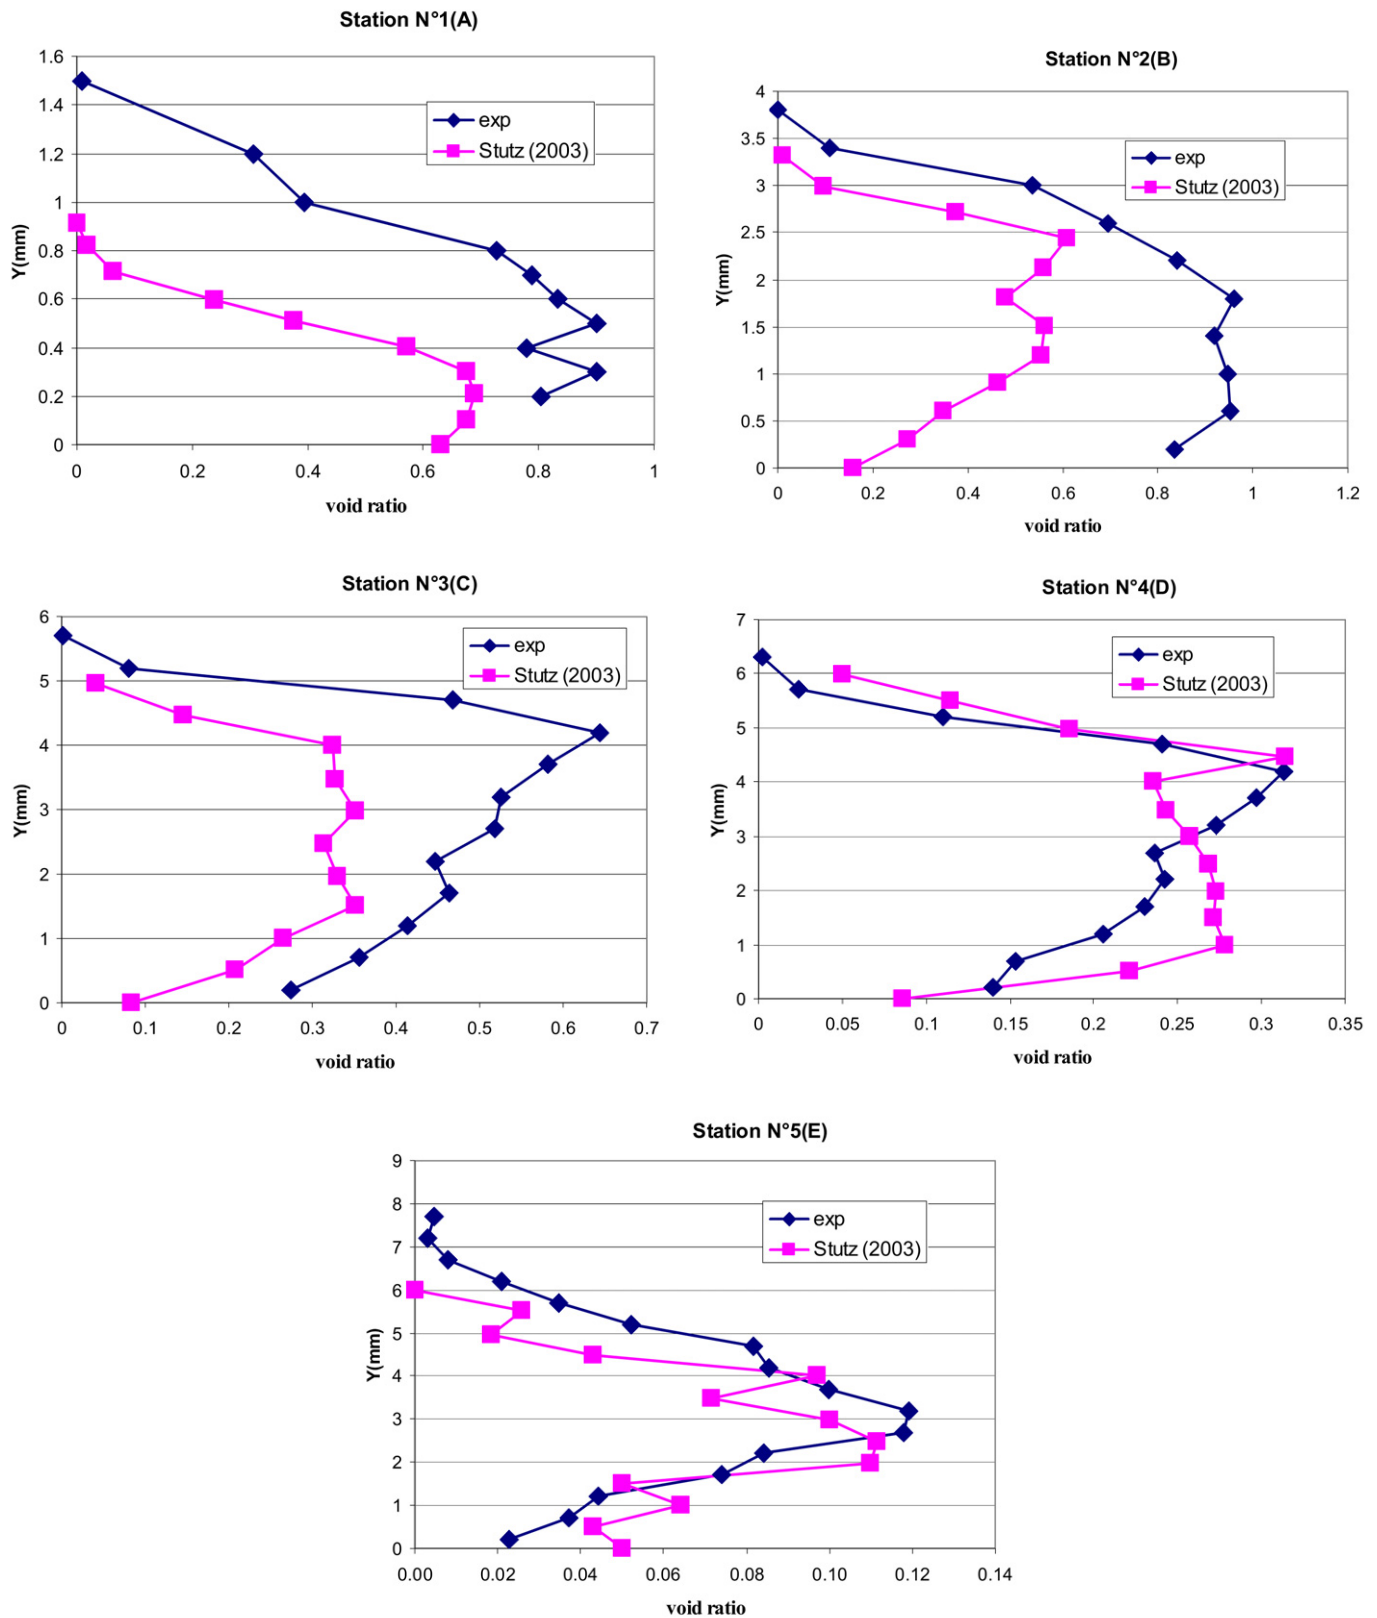 Station N°1(A)
1.6
1.4
1.2
1
0.8
0.6
0.4
0.2
0
Y(mm)
exp
Stutz (2003)
0 0.2 0.4 0.6 0.8 1
void ratio
Station N°2(B)
4
3.5
3
2.5
2
1.5
1
0.5
0
Y(mm)
exp
Stutz (2003)
0 0.2 0.4 0.6 0.8 1 1.2
void ratio
Station N°3(C)
6
5
4
3
2
1
0
Y(mm)
exp
Stutz (2003)
0 0.1 0.2 0.3 0.4 0.5 0.6 0.7
void ratio
Station N°4(D)
7
6
5
4
3
2
1
0
Y(mm)
exp
Stutz (2003)
0 0.05 0.1 0.15 0.2 0.25 0.3 0.35
void ratio
Station N°5(E)
9
8
7
6
5
4
3
2
1
0
Y(mm)
exp
Stutz (2003)
0.00 0.02 0.04 0.06 0.08 0.10 0.12 0.14
void ratio